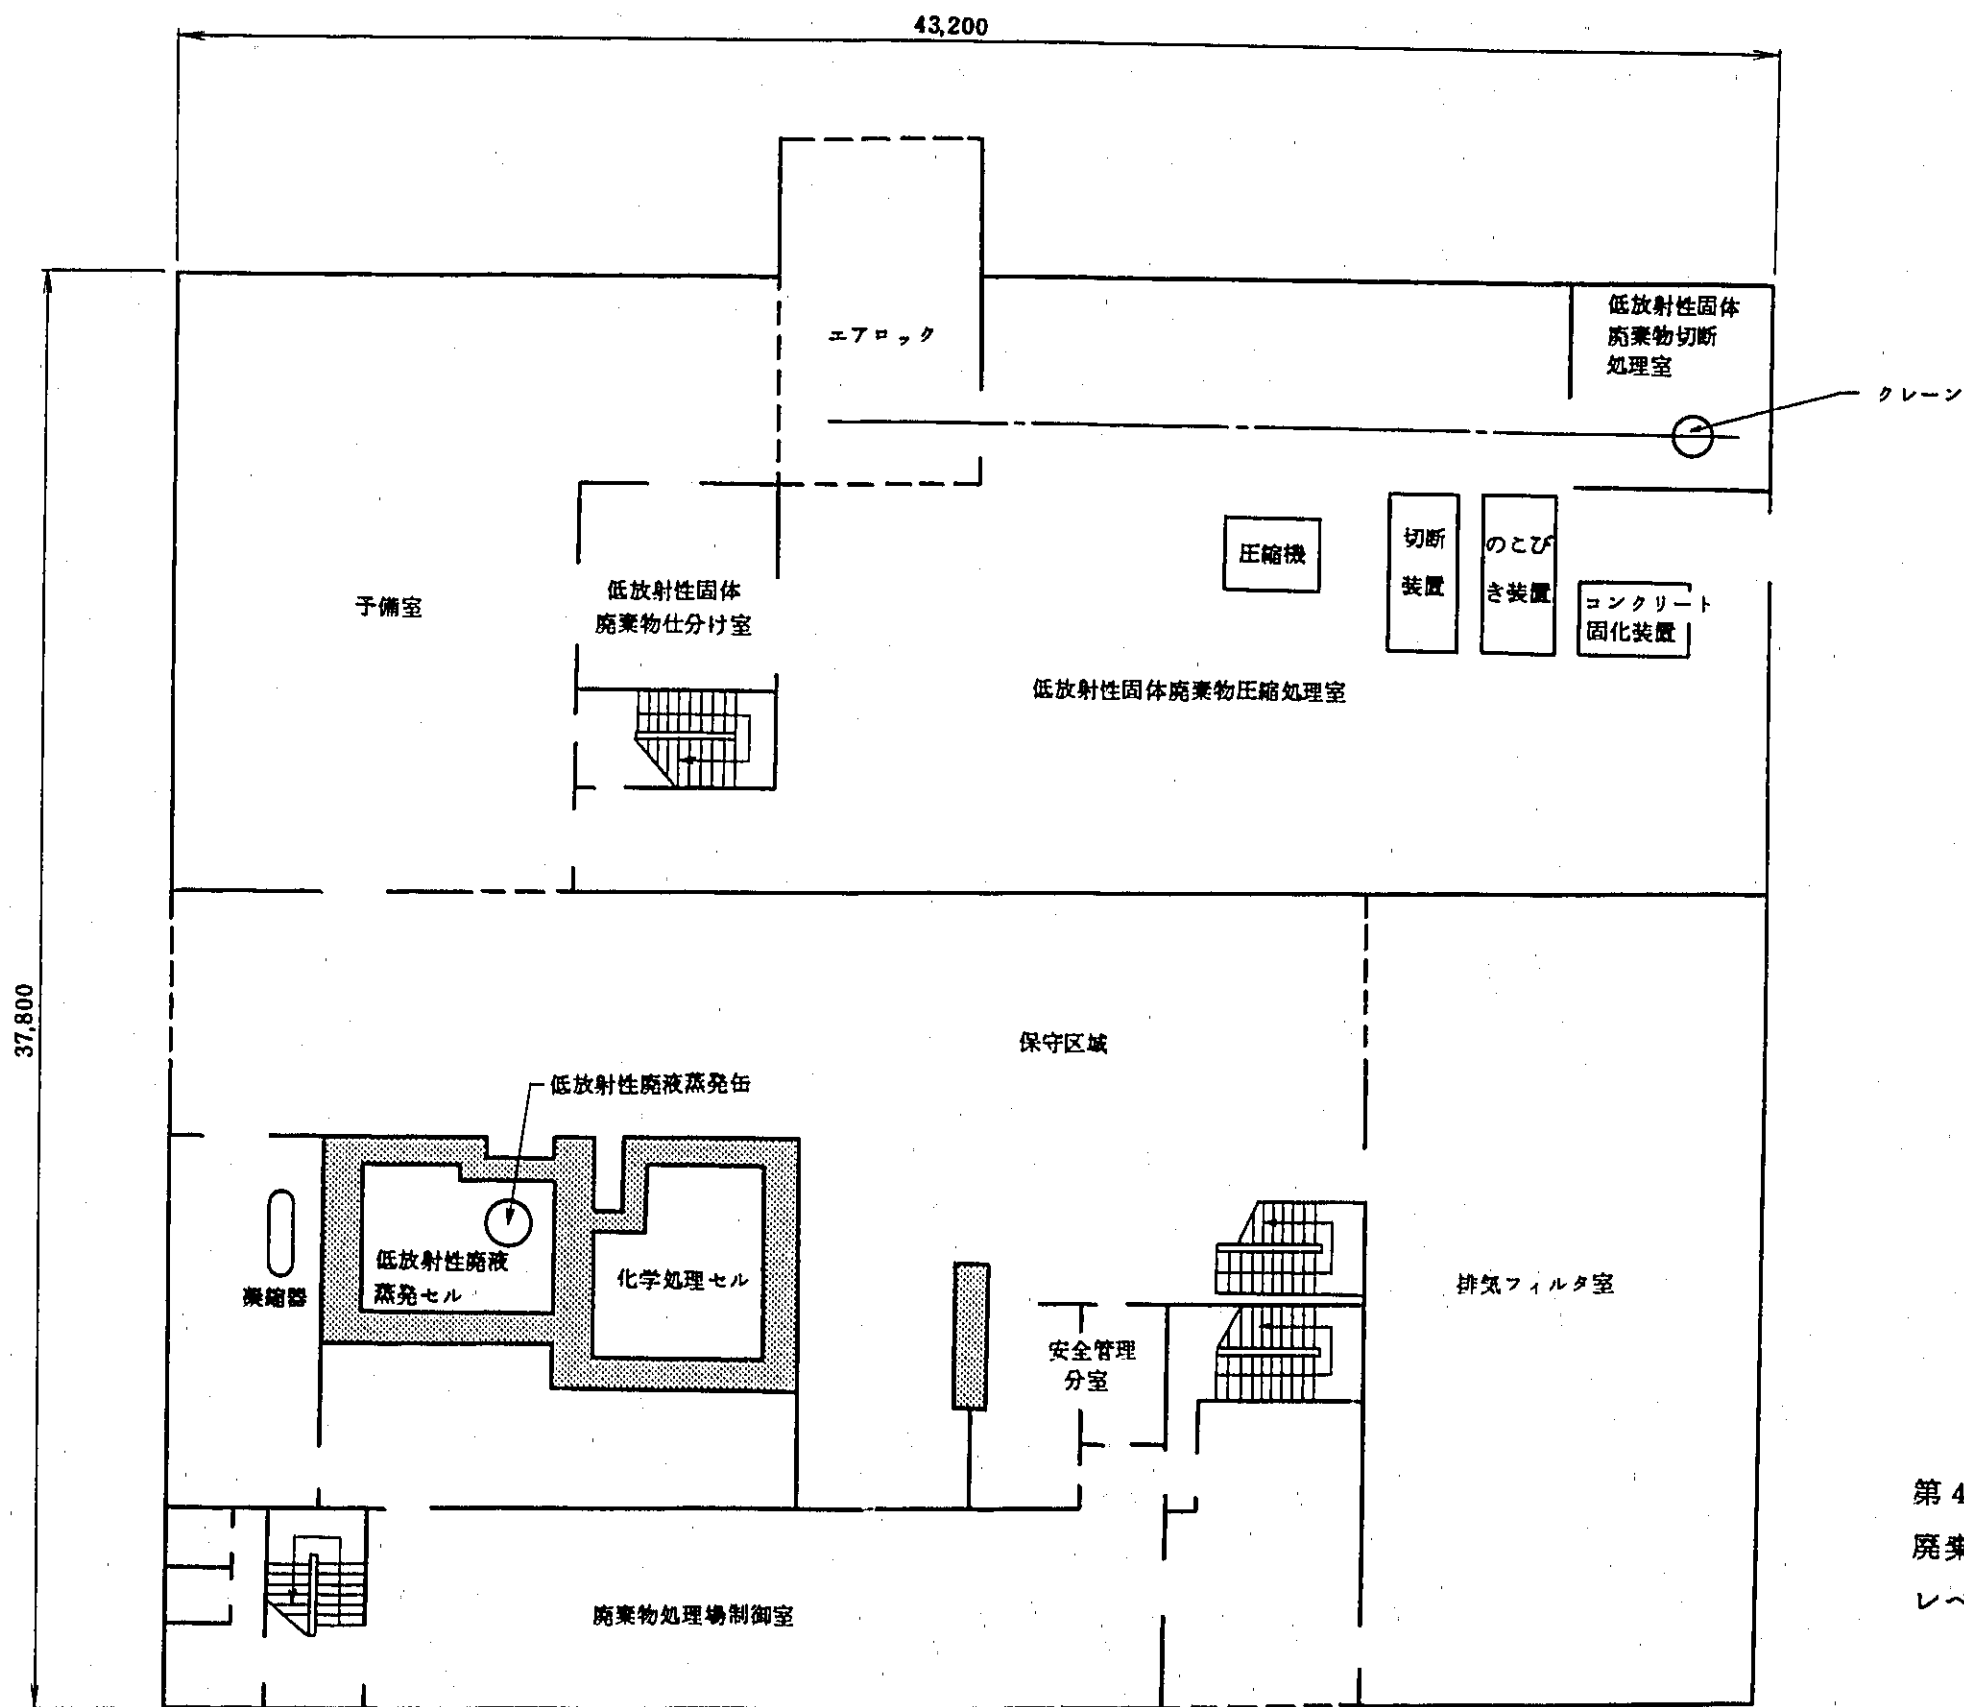 43,200
エアロック
低放射性固体
廃棄物切断
処理室
クレーン
圧縮機
切断
装置
のこび
き装置
コンクリート
固化装置
予備室
低放射性固体
廃棄物仕分け室
低放射性固体廃棄物圧縮処理室
37,800
保守区域
低放射性廃液蒸発缶
低放射性廃液
蒸発セル
化学処理セル
凝縮器
安全管理
分室
排気フィルタ室
廃棄物処理場制御室
第4
廃棄
レベ